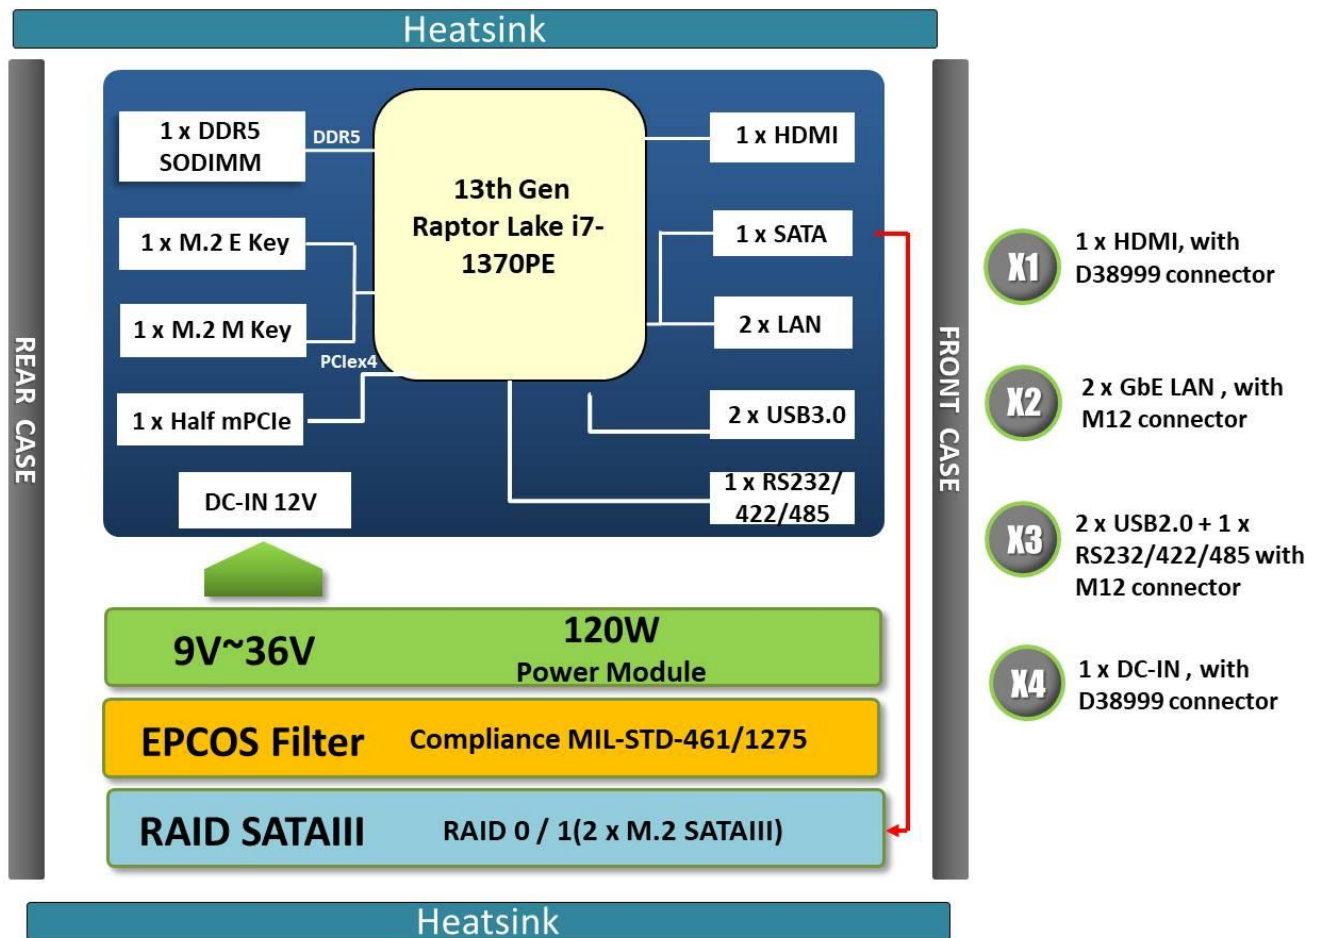 Heatsink
REAR CASE
1 x DDR5
SODIMM
DDR5
1 x M.2 E Key
1 x M.2 M Key
PCIex4
1 x Half mPCIe
DC-IN 12V
13th Gen
Raptor Lake i7-
1370PE
1 x HDMI
1 x SATA
2 x LAN
2 x USB3.0
1 x RS232/
422/485
FRONT CASE
9V~36V
120W
Power Module
EPCOS Filter
Compliance MIL-STD-461/1275
RAID SATAIII
RAID 0 / 1(2 x M.2 SATAIII)
Heatsink
X1
1 x HDMI, with
D38999 connector
X2
2 x GbE LAN , with
M12 connector
X3
2 x USB2.0 + 1 x
RS232/422/485 with
M12 connector
X4
1 x DC-IN , with
D38999 connector